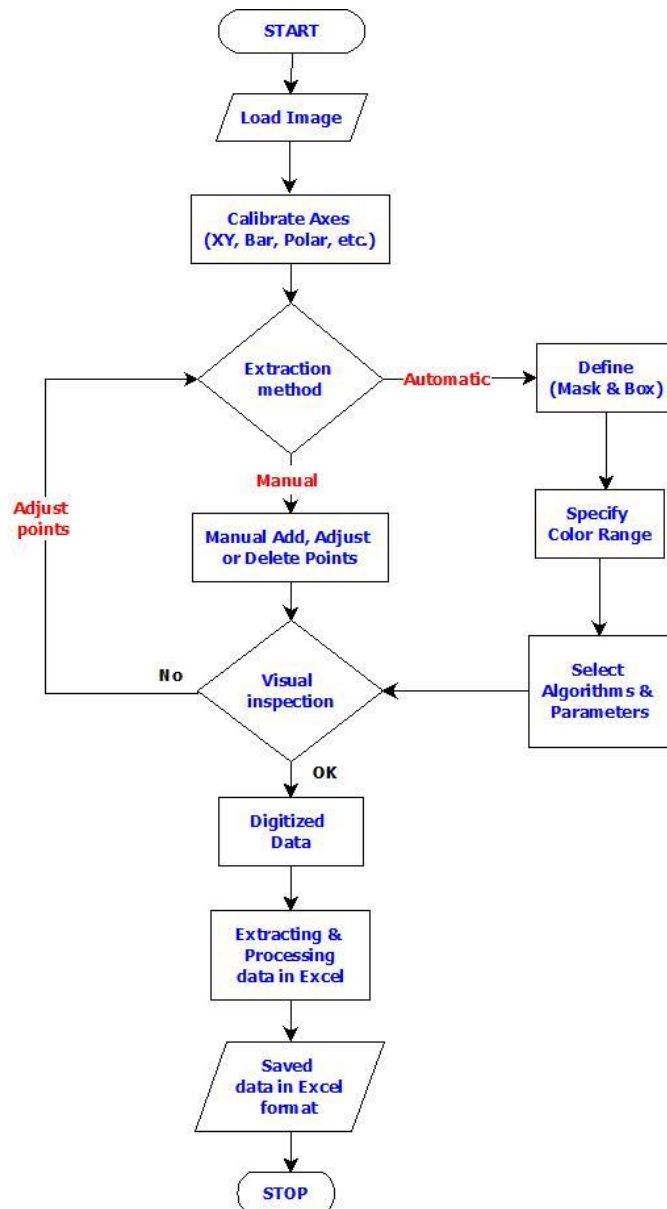 START
Load Image
Calibrate Axes
(XY, Bar, Polar, etc.)
Extraction
method
Automatic
Define
(Mask & Box)
Manual
Adjust
points
Manual Add, Adjust
or Delete Points
Specify
Color Range
No
Visual
inspection
Select
Algorithms &
Parameters
OK
Digitized
Data
Extracting &
Processing
data in Excel
Saved
data in Excel
format
STOP